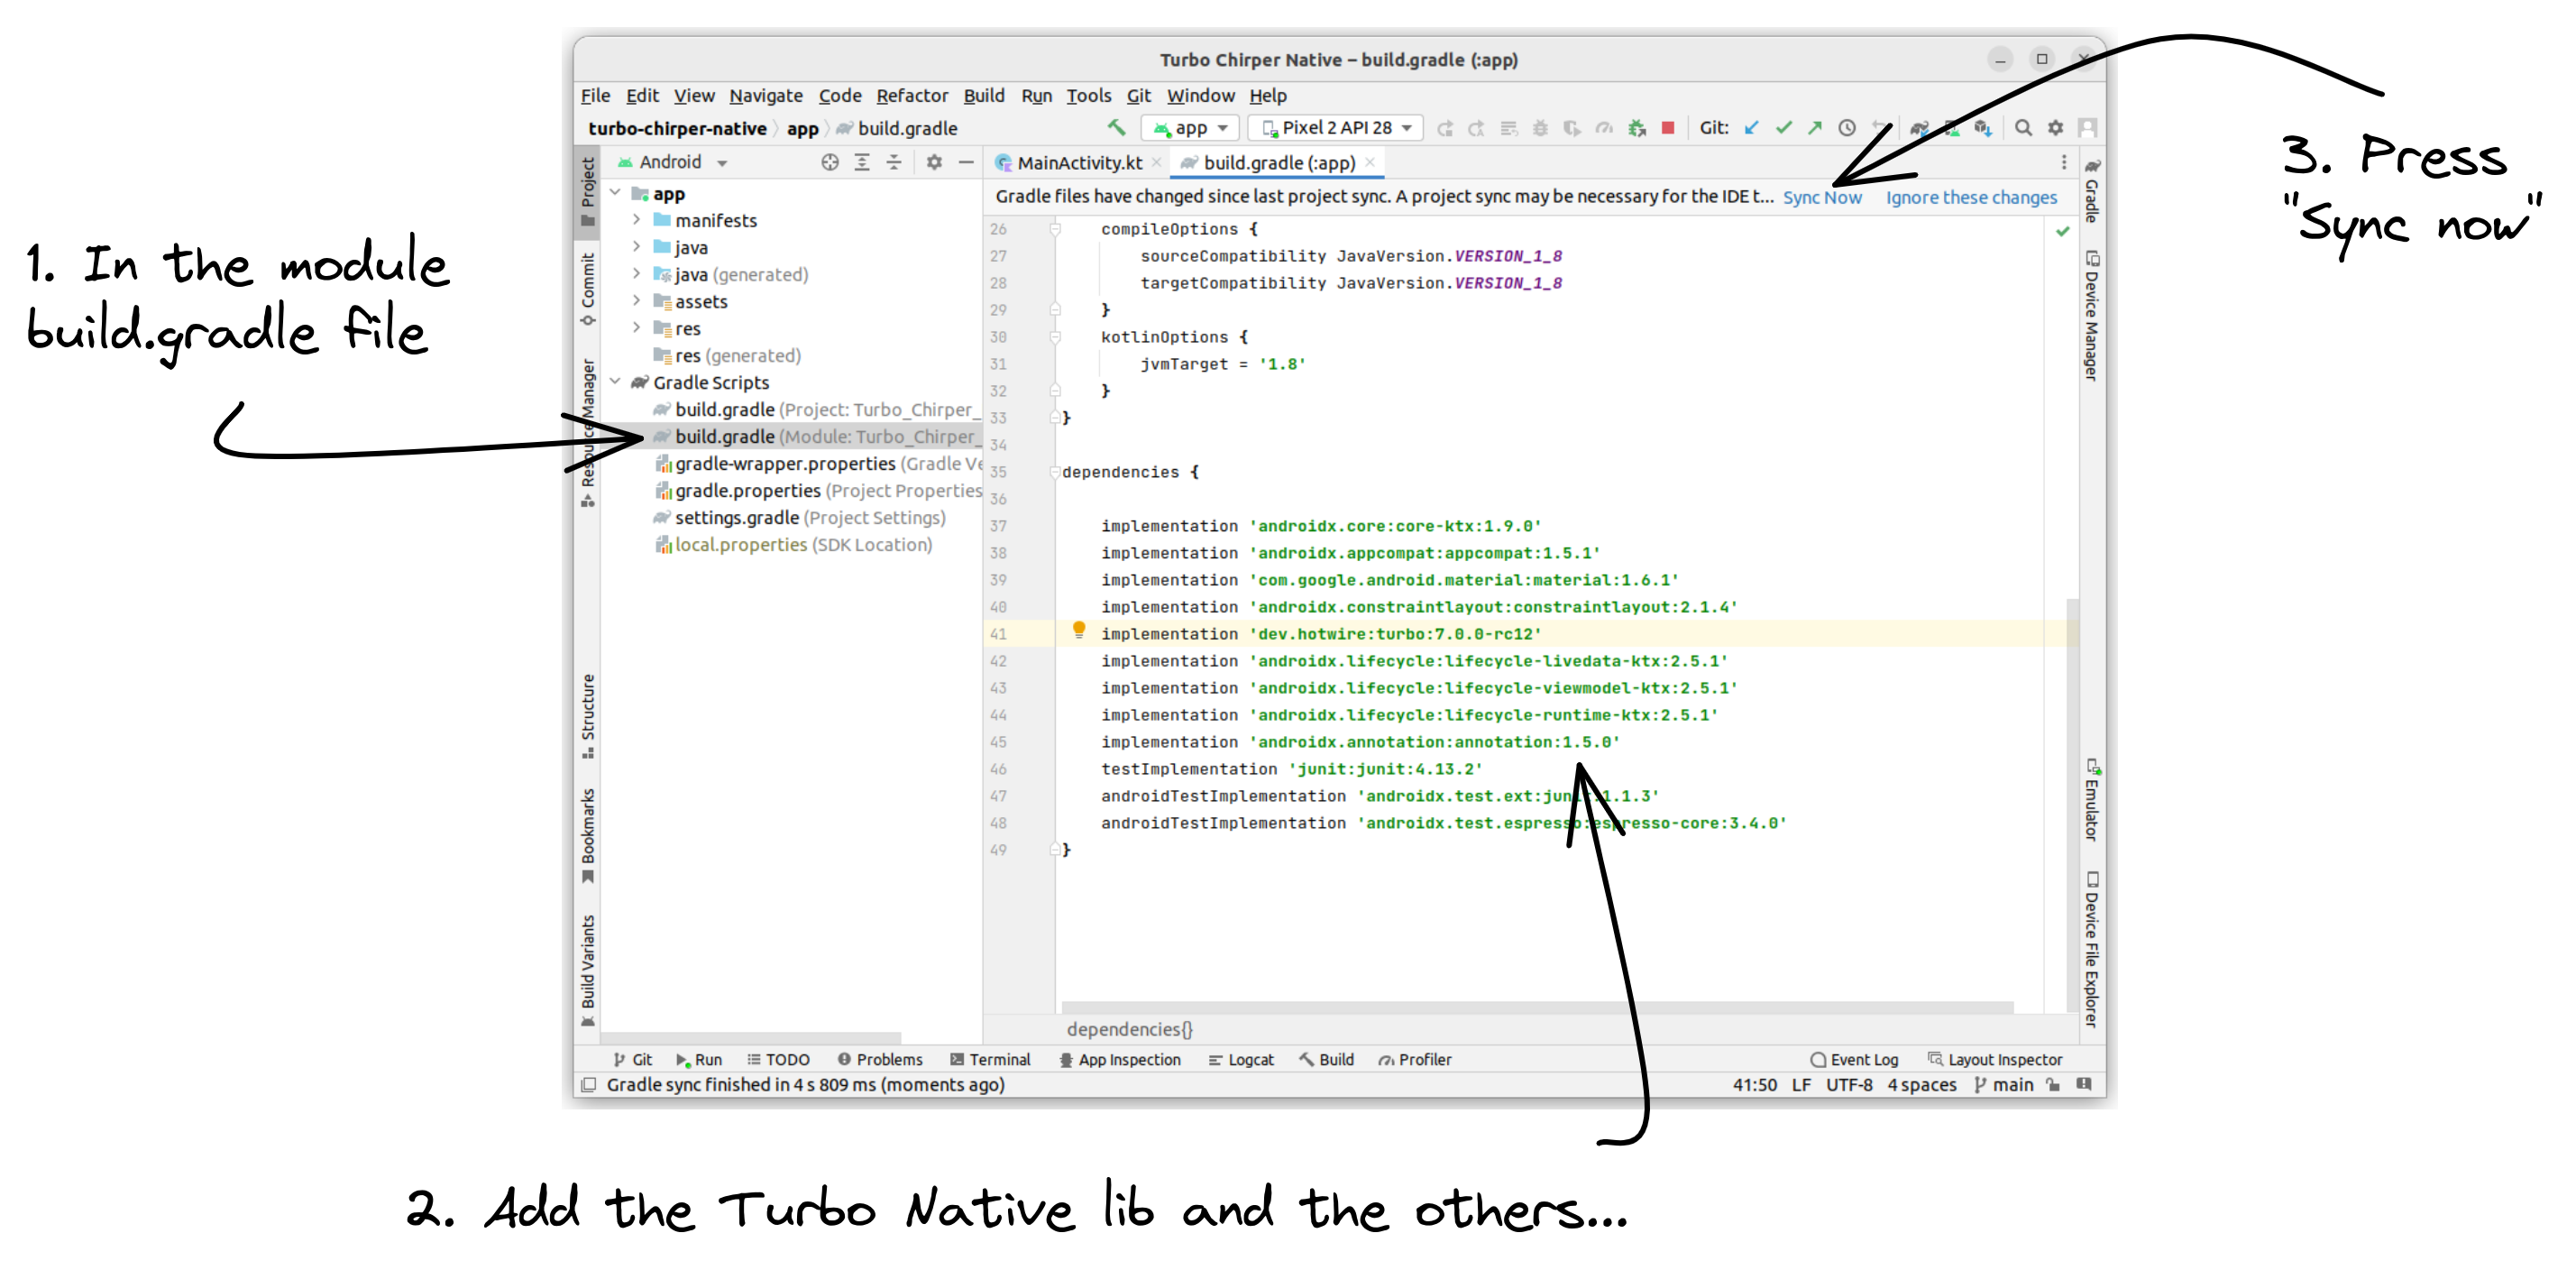 Turbo Chirper Native – build.gradle (:app)
File Edit View Navigate Code Refactor Build Run Tools Git Window Help
turbo-chirper-native app build.gradle app Pixel 2 API 28 Git:
Project
Commit
Resource Manager
Structure
Bookmarks
Build Variants
Android
app
manifests
java
java (generated)
assets
res
res (generated)
Gradle Scripts
build.gradle (Project: Turbo_Chirper_
build.gradle (Module: Turbo_Chirper_
gradle-wrapper.properties (Gradle Ve
gradle.properties (Project Properties
settings.gradle (Project Settings)
local.properties (SDK Location)
MainActivity.kt build.gradle (:app)
Gradle files have changed since last project sync. A project sync may be necessary for the IDE t... Sync Now Ignore these changes
26 compileOptions {
27 sourceCompatibility JavaVersion.VERSION_1_8
28 targetCompatibility JavaVersion.VERSION_1_8
29 }
30 kotlinOptions {
31 jvmTarget = '1.8'
32 }
33 }
34
35 dependencies {
36
37 implementation 'androidx.core:core-ktx:1.9.0'
38 implementation 'androidx.appcompat:appcompat:1.5.1'
39 implementation 'com.google.android.material:material:1.6.1'
40 implementation 'androidx.constraintlayout:constraintlayout:2.1.4'
41 implementation 'dev.hotwire:turbo:7.0.0-rc12'
42 implementation 'androidx.lifecycle:lifecycle-livedata-ktx:2.5.1'
43 implementation 'androidx.lifecycle:lifecycle-viewmodel-ktx:2.5.1'
44 implementation 'androidx.lifecycle:lifecycle-runtime-ktx:2.5.1'
45 implementation 'androidx.annotation:annotation:1.5.0'
46 testImplementation 'junit:junit:4.13.2'
47 androidTestImplementation 'androidx.test.ext:junit:1.1.3'
48 androidTestImplementation 'androidx.test.espresso:espresso-core:3.4.0'
49 }
dependencies{}
Gradle
Device Manager
Emulator
Device File Explorer
Git Run TODO Problems Terminal App Inspection Logcat Build Profiler Event Log Layout Inspector
Gradle sync finished in 4 s 809 ms (moments ago) 41:50 LF UTF-8 4 spaces main
1. In the module
build.gradle file
2. Add the Turbo Native lib and the others...
3. Press
"Sync now"